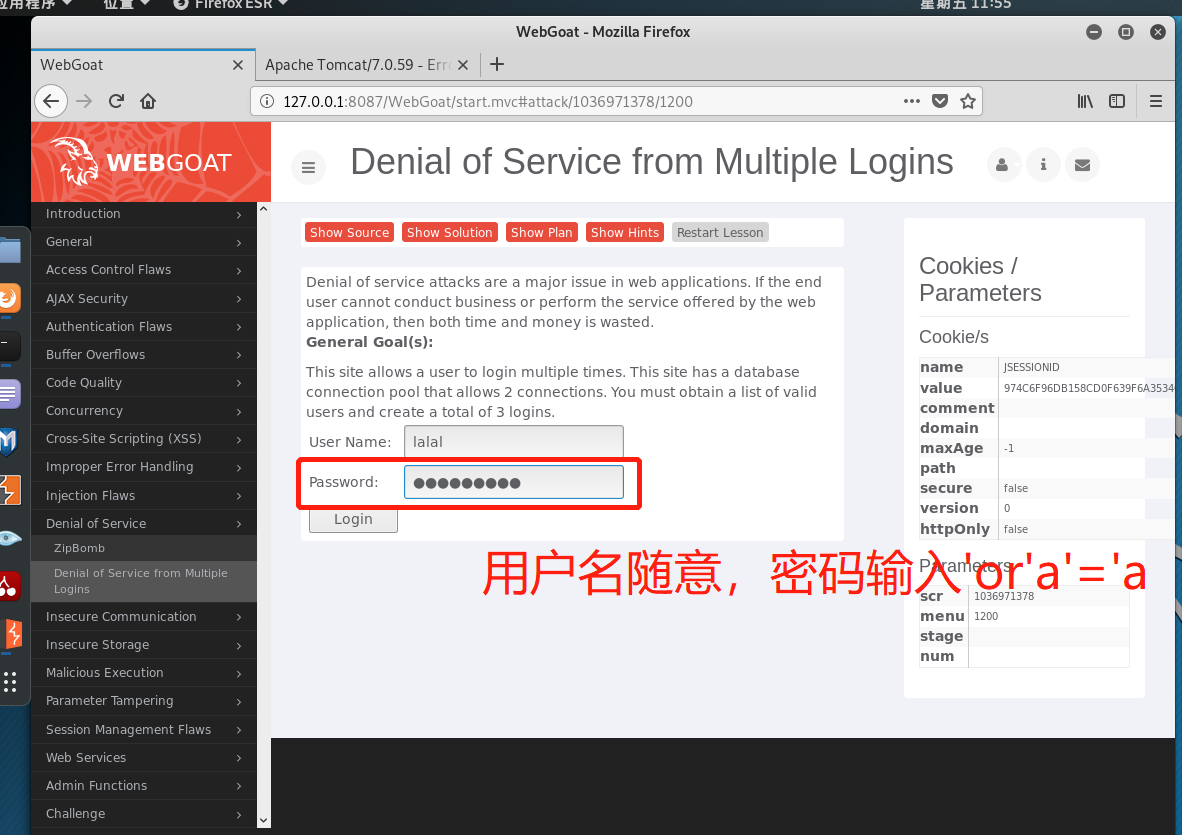 应用程序 位置 Firefox ESR 星期五 11:55
WebGoat - Mozilla Firefox
WebGoat Apache Tomcat/7.0.59 - Erro
127.0.0.1:8087/WebGoat/start.mvc#attack/1036971378/1200
WEBGOAT
Denial of Service from Multiple Logins
Introduction
General
Access Control Flaws
AJAX Security
Authentication Flaws
Buffer Overflows
Code Quality
Concurrency
Cross-Site Scripting (XSS)
Improper Error Handling
Injection Flaws
Denial of Service
ZipBomb
Denial of Service from Multiple
Logins
Insecure Communication
Insecure Storage
Malicious Execution
Parameter Tampering
Session Management Flaws
Web Services
Admin Functions
Challenge
Show Source Show Solution Show Plan Show Hints Restart Lesson
Denial of service attacks are a major issue in web applications. If the end
user cannot conduct business or perform the service offered by the web
application, then both time and money is wasted.
General Goal(s):
This site allows a user to login multiple times. This site has a database
connection pool that allows 2 connections. You must obtain a list of valid
users and create a total of 3 logins.
User Name: lalal
Password: ●●●●●●●●●
Login
用户名随意，密码输入'or'a'='a
Cookies /
Parameters
Cookie/s
name JSESSIONID
value 974C6F96DB158CD0F639F6A3534
comment
domain
maxAge -1
path
secure false
version 0
httpOnly false
Parameters
scr 1036971378
menu 1200
stage
num